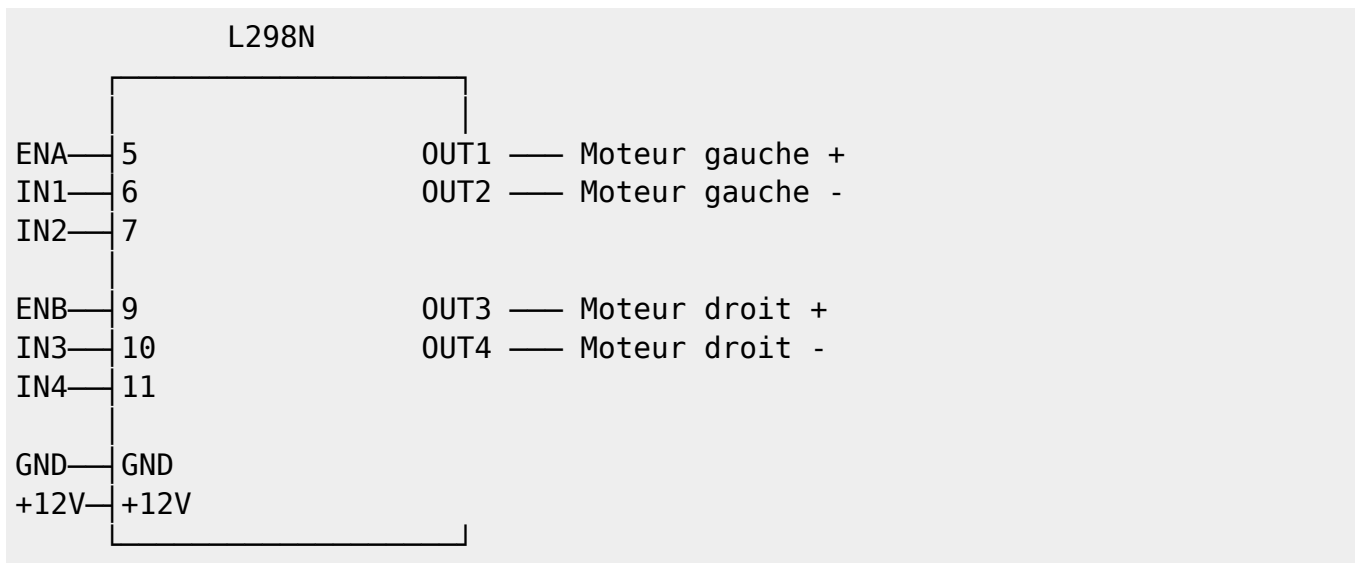 L298N
ENA 5 OUT1 Moteur gauche +
IN1 6 OUT2 Moteur gauche -
IN2 7
ENB 9 OUT3 Moteur droit +
IN3 10 OUT4 Moteur droit -
IN4 11
GND GND
+12V +12V